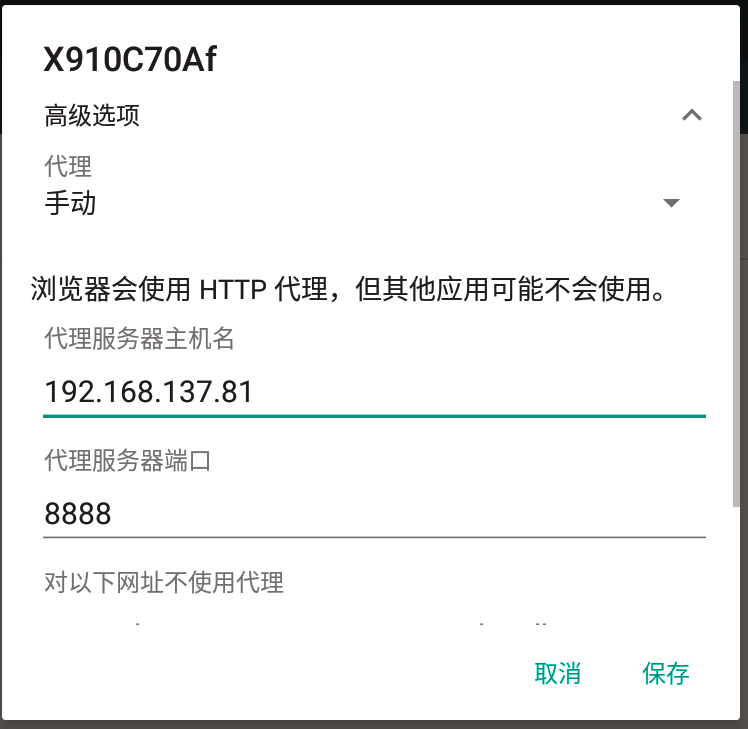 X910C70Af
高级选项
代理
手动
浏览器会使用 HTTP 代理，但其他应用可能不会使用。
代理服务器主机名
192.168.137.81
代理服务器端口
8888
对以下网址不使用代理
取消
保存